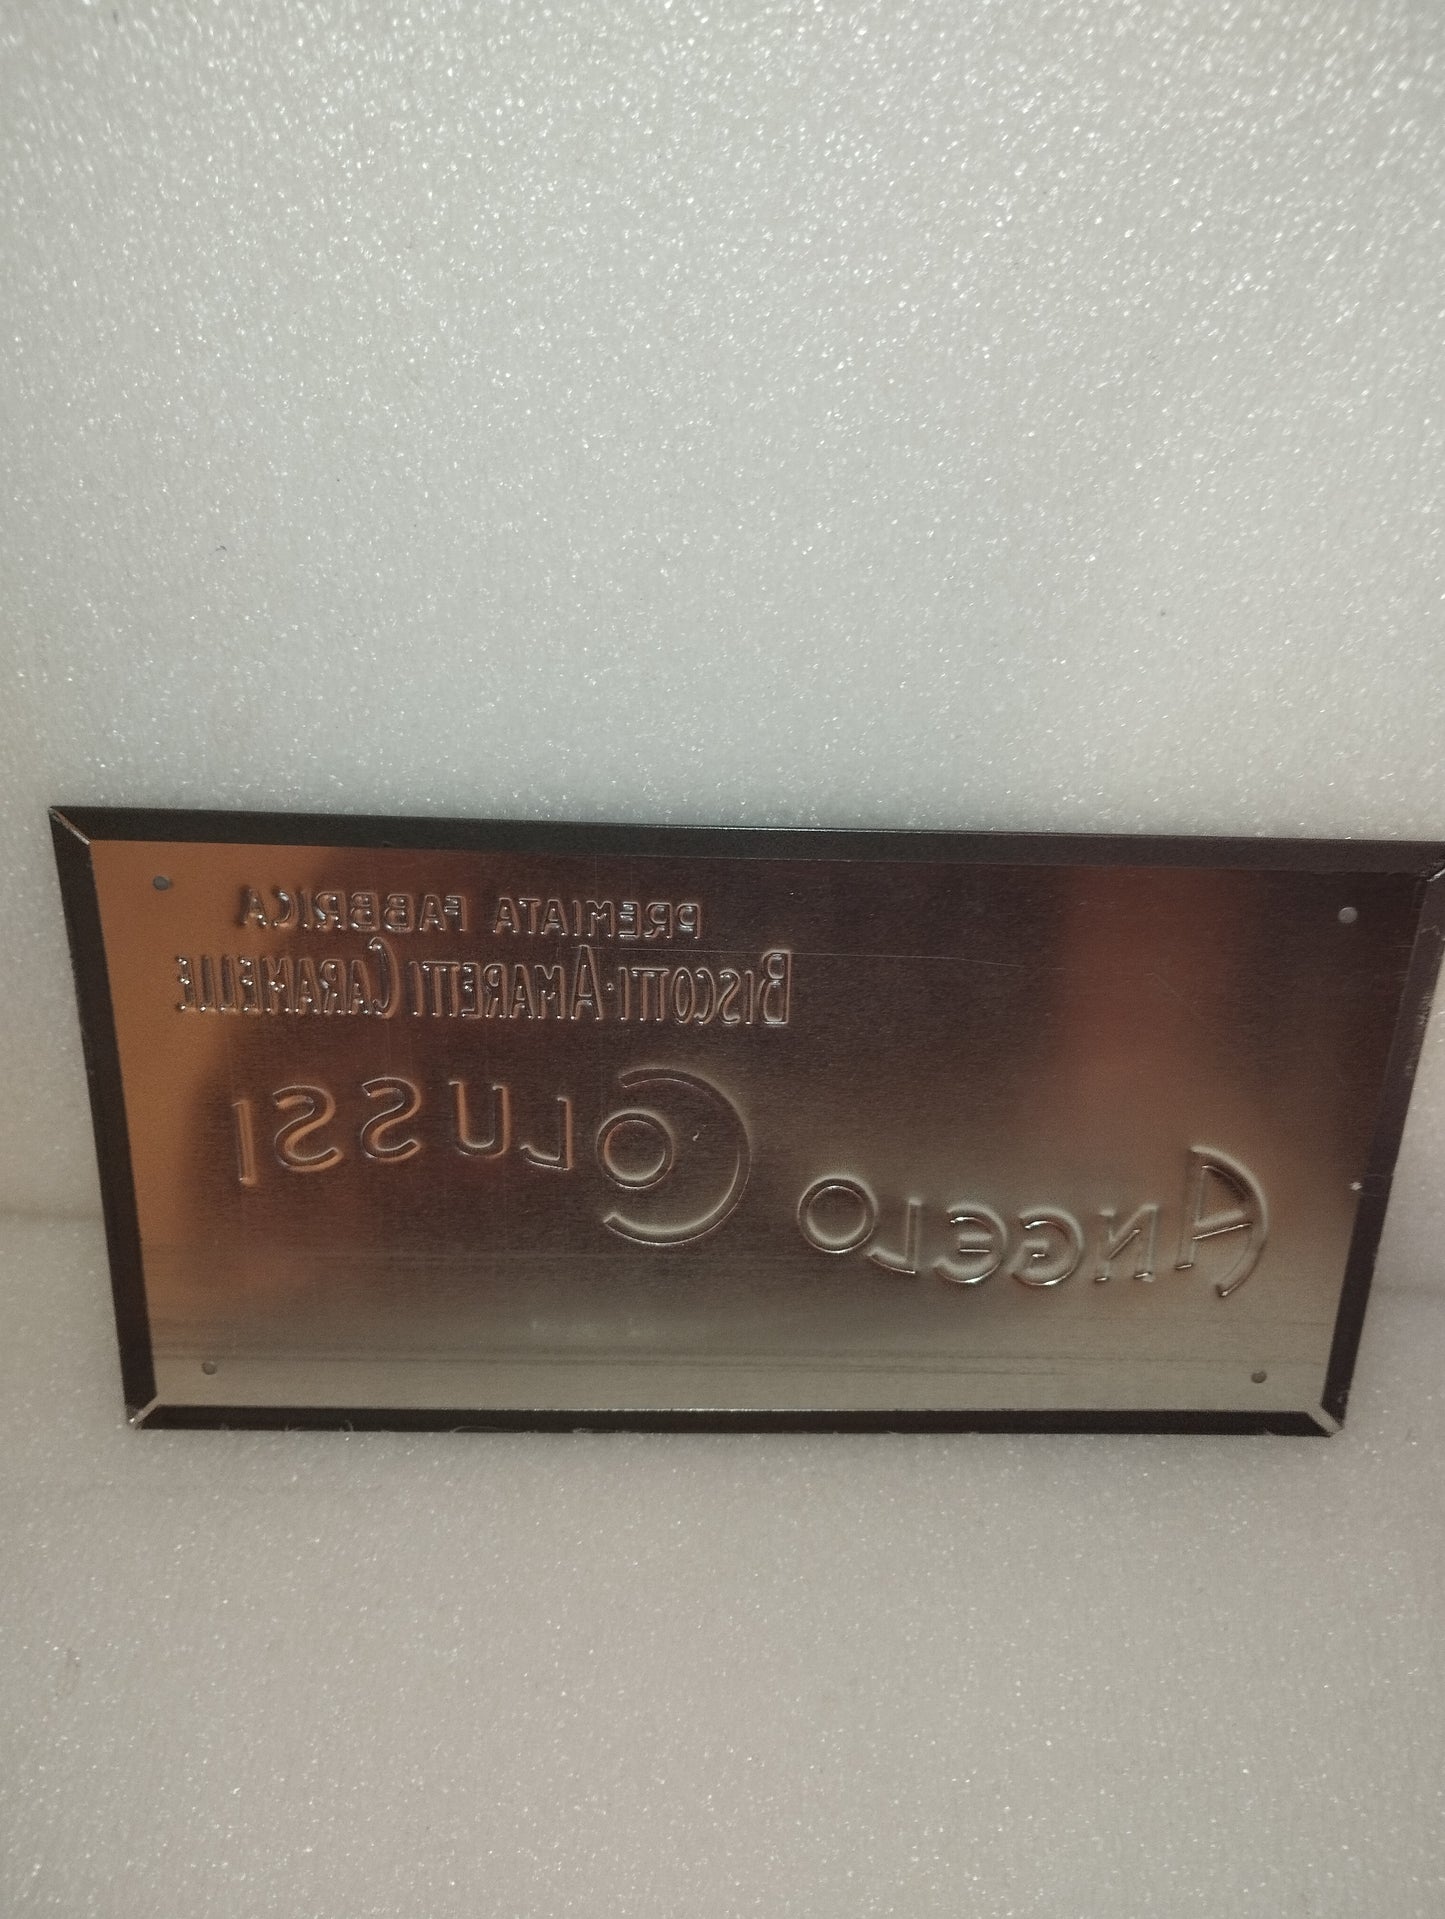 PREMIATA FABBRICA
BISCOTTI·AMARETTI CARAMELLE
ANGELO COLUSSI